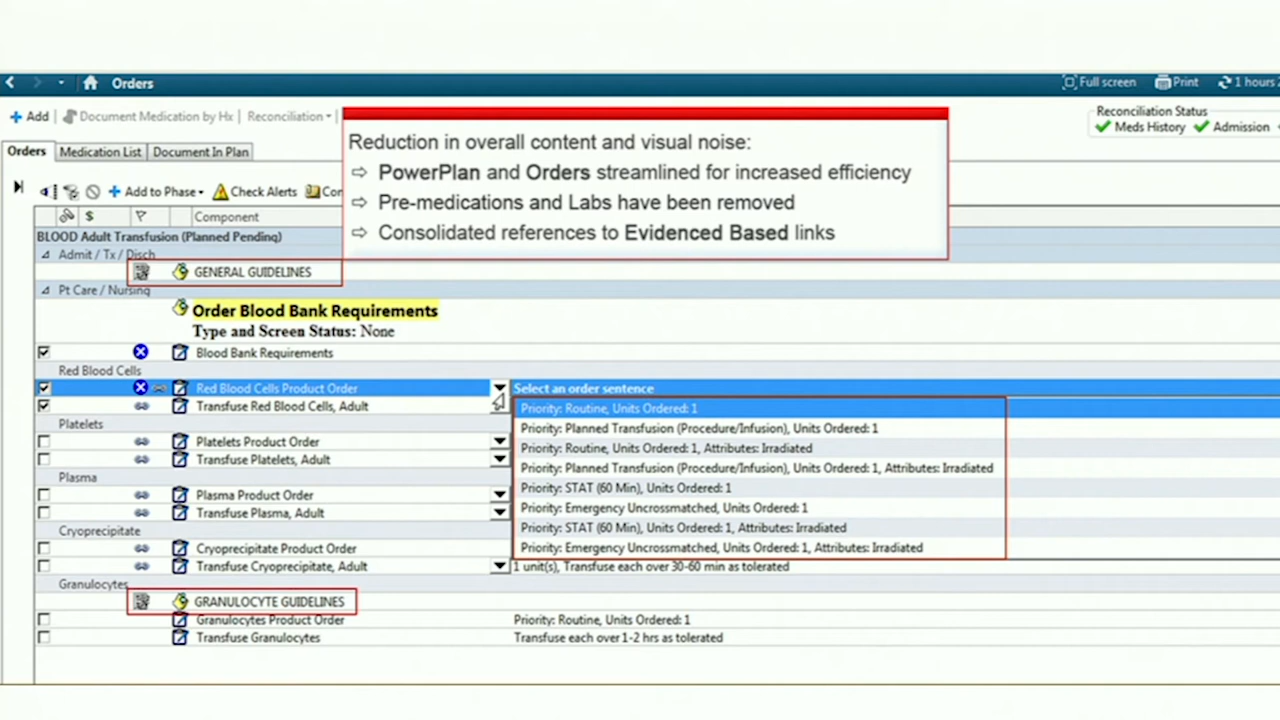 Orders
Full screen Print 1 hours
Add Document Medication by Hx Reconciliation
Reconciliation Status
Meds History Admission
Orders Medication List Document In Plan
Add to Phase Check Alerts
Reduction in overall content and visual noise:
⇨ PowerPlan and Orders streamlined for increased efficiency
⇨ Pre-medications and Labs have been removed
⇨ Consolidated references to Evidenced Based links
$ Component
BLOOD Adult Transfusion (Planned Pending)
Admit / Tx / Disch
GENERAL GUIDELINES
Pt Care / Nursing
Order Blood Bank Requirements
Type and Screen Status: None
Blood Bank Requirements
Red Blood Cells
Red Blood Cells Product Order Select an order sentence
Transfuse Red Blood Cells, Adult
Priority: Routine, Units Ordered: 1
Priority: Planned Transfusion (Procedure/Infusion), Units Ordered: 1
Priority: Routine, Units Ordered: 1, Attributes: Irradiated
Priority: Planned Transfusion (Procedure/Infusion), Units Ordered: 1, Attributes: Irradiated
Priority: STAT (60 Min), Units Ordered: 1
Priority: Emergency Uncrossmatched, Units Ordered: 1
Priority: STAT (60 Min), Units Ordered: 1, Attributes: Irradiated
Priority: Emergency Uncrossmatched, Units Ordered: 1, Attributes: Irradiated
Platelets
Platelets Product Order
Transfuse Platelets, Adult
Plasma
Plasma Product Order
Transfuse Plasma, Adult
Cryoprecipitate
Cryoprecipitate Product Order
Transfuse Cryoprecipitate, Adult 1 unit(s), Transfuse each over 30-60 min as tolerated
Granulocytes
GRANULOCYTE GUIDELINES
Granulocytes Product Order Priority: Routine, Units Ordered: 1
Transfuse Granulocytes Transfuse each over 1-2 hrs as tolerated